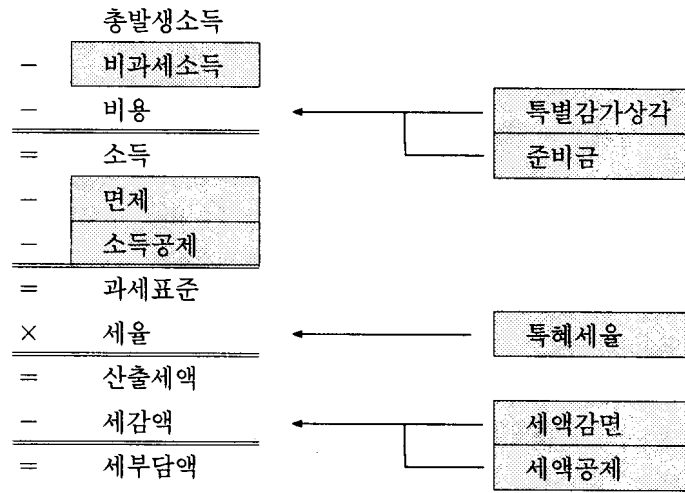 총발생소득
− 비과세소득
− 비용 특별감가상각
= 소득 준비금
− 면제
− 소득공제
= 과세표준
× 세율 특혜세율
= 산출세액
− 세감액 세액감면
= 세부담액 세액공제